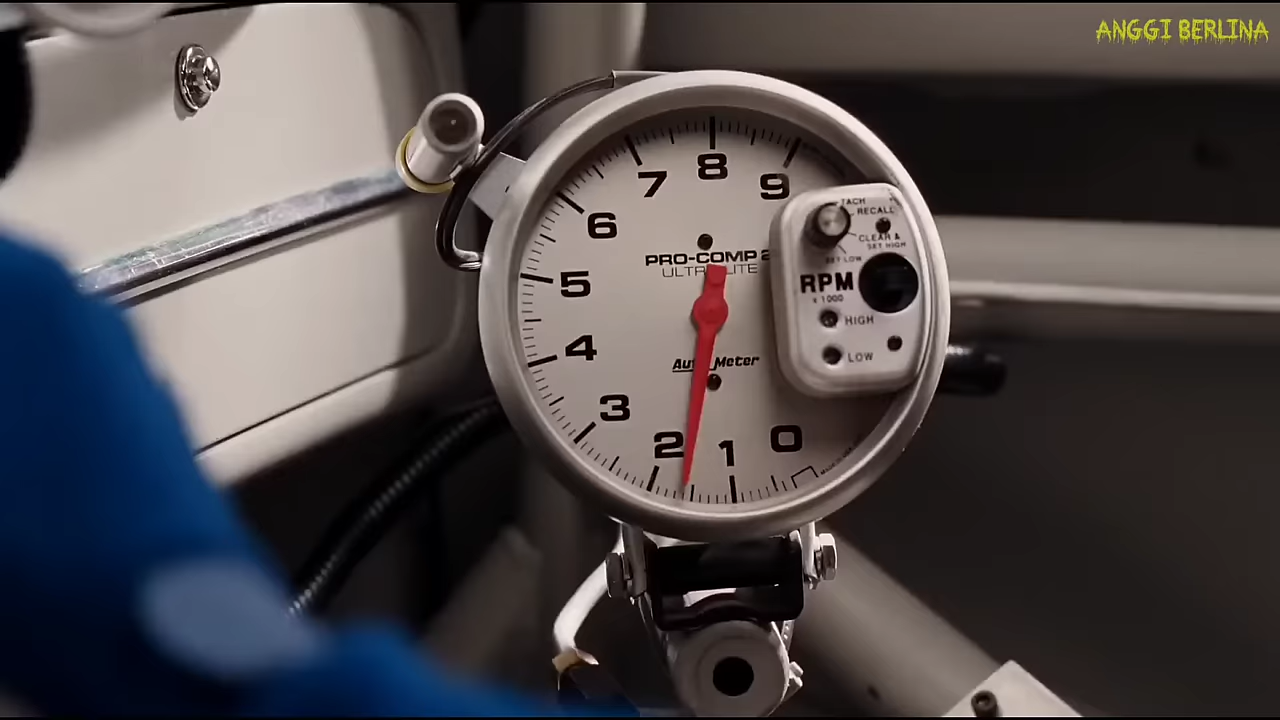 ANGGI BERLINA
7 8 9
6
5
4
3
2 1 0
PRO-COMP 2
ULTRA-LITE
Auto Meter
TACH
RECALL
CLEAR &
SET HIGH
SET LOW
RPM
x 1000
HIGH
LOW